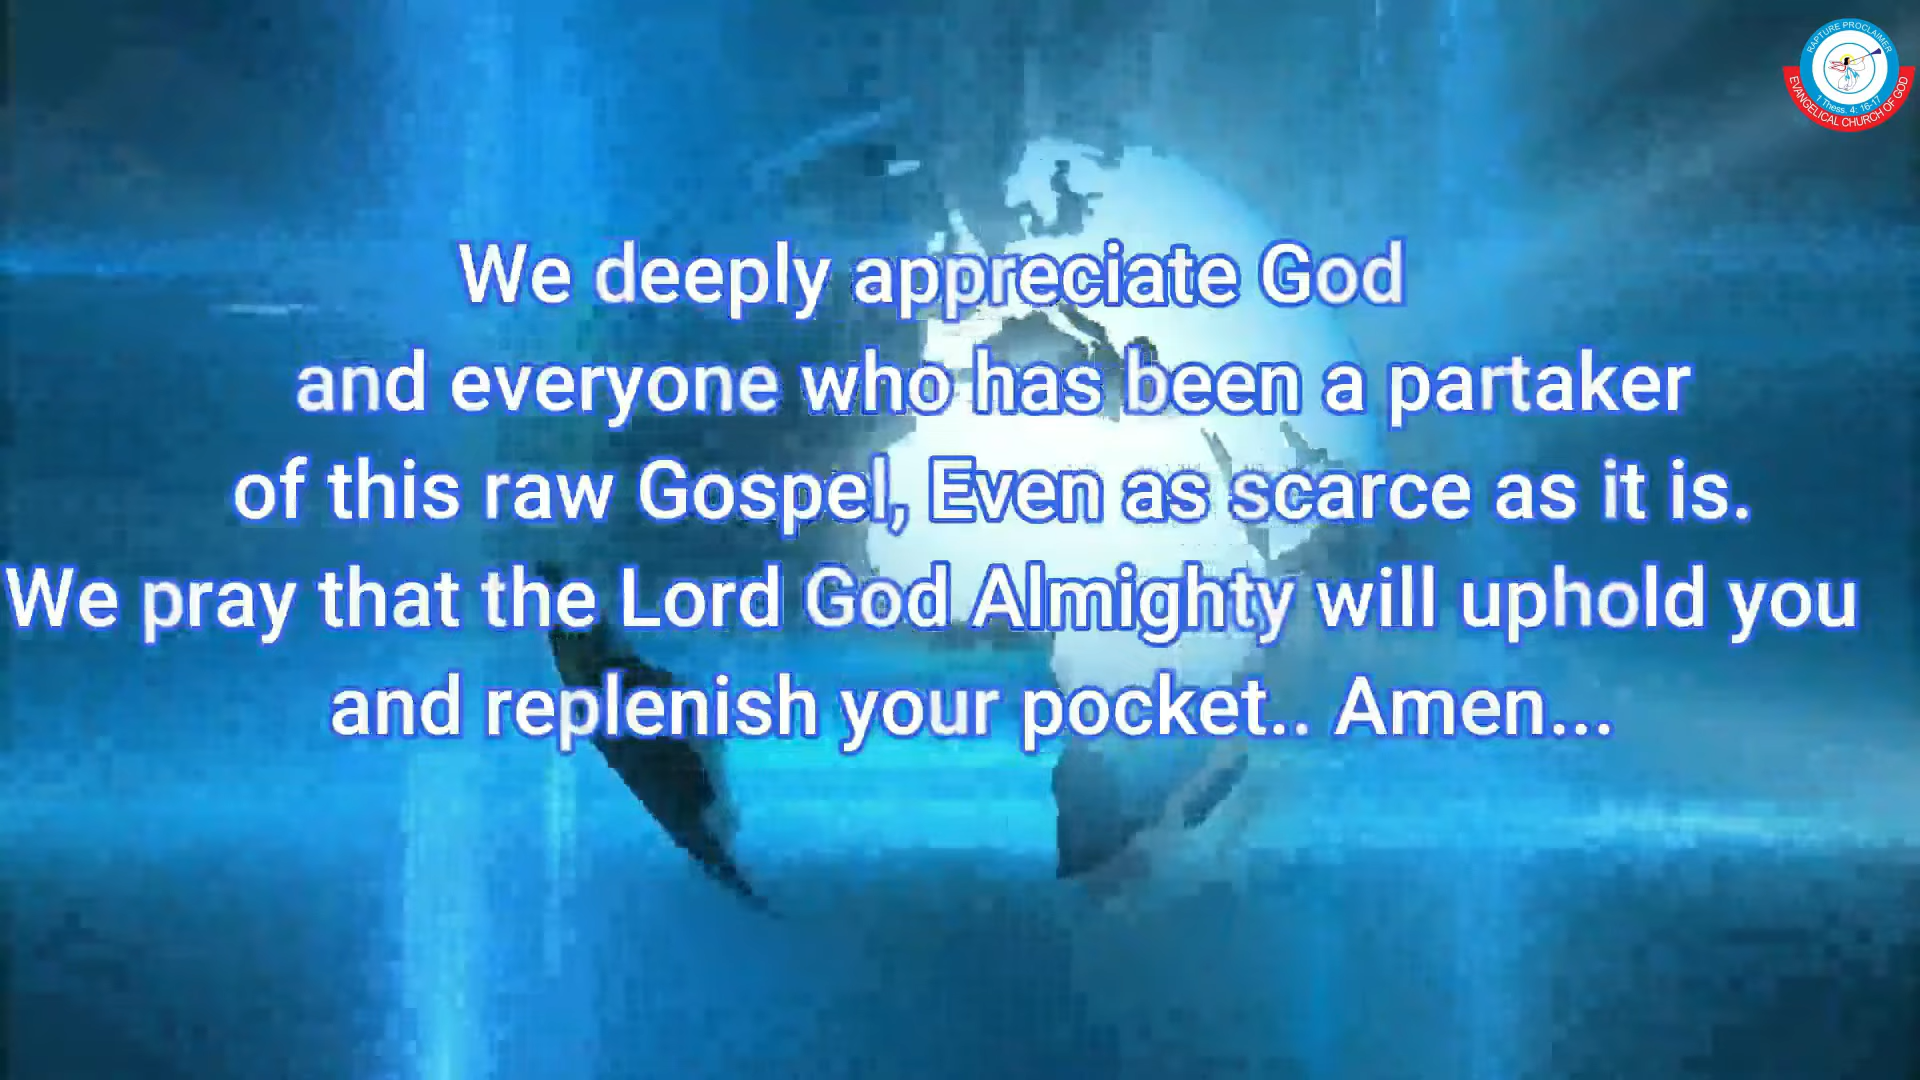 RAPTURE PROCLAIMER
1 Thess. 4: 16-17
EVANGELICAL CHURCH OF GOD
We deeply appreciate God
and everyone who has been a partaker
of this raw Gospel, Even as scarce as it is.
We pray that the Lord God Almighty will uphold you
and replenish your pocket.. Amen...